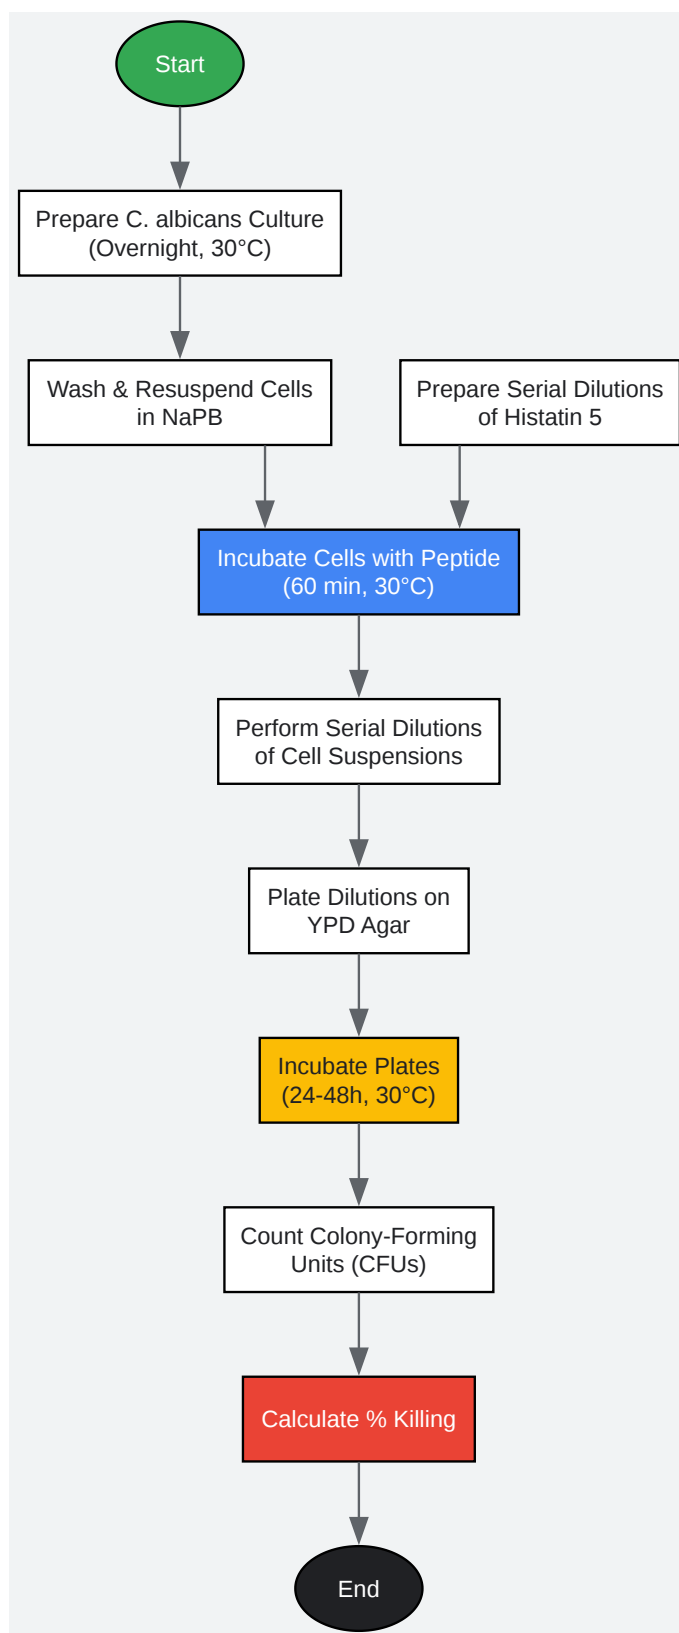 Start
Prepare C. albicans Culture
(Overnight, 30°C)
Wash & Resuspend Cells
in NaPB
Prepare Serial Dilutions
of Histatin 5
Incubate Cells with Peptide
(60 min, 30°C)
Perform Serial Dilutions
of Cell Suspensions
Plate Dilutions on
YPD Agar
Incubate Plates
(24-48h, 30°C)
Count Colony-Forming
Units (CFUs)
Calculate % Killing
End